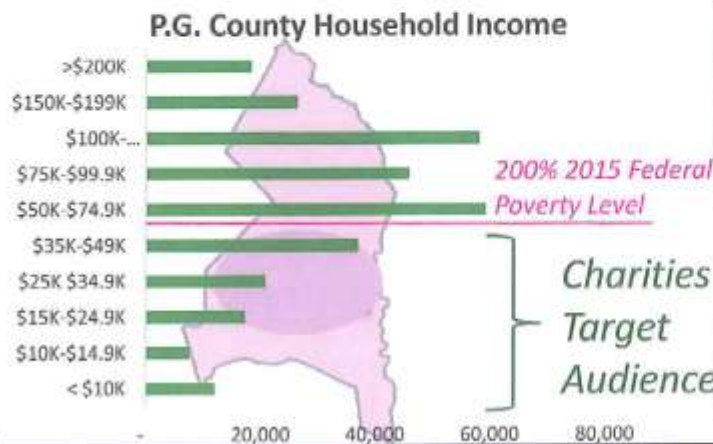 P.G. County Household Income
>$200K
$150K-$199K
$100K-...
$75K-$99.9K
$50K-$74.9K
$35K-$49K
$25K $34.9K
$15K-$24.9K
$10K-$14.9K
< $10K
200% 2015 Federal
Poverty Level
Charities
Target
Audience
-
20,000
40,000
60,000
80,000